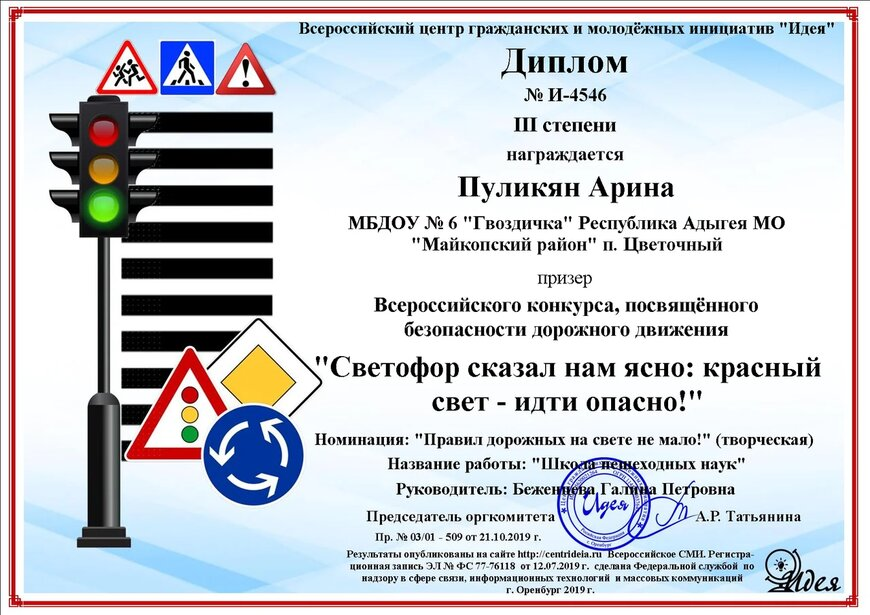 Всероссийский центр гражданских и молодёжных инициатив "Идея"
Диплом
№ И-4546
III степени
награждается
Пуликян Арина
МБДОУ № 6 "Гвоздичка" Республика Адыгея МО
"Майкопский район" п. Цветочный
призер
Всероссийского конкурса, посвящённого
безопасности дорожного движения
"Светофор сказал нам ясно: красный
свет - идти опасно!"
Номинация: "Правил дорожных на свете не мало!" (творческая)
Название работы: "Школа пешеходных наук"
Руководитель: Беженцева Галина Петровна
Председатель оргкомитета
А.Р. Татьянина
Идея
Пр. № 03/01 - 509 от 21.10.2019 г.
Результаты опубликованы на сайте http://centrideia.ru Всероссийское СМИ. Регистра-
ционная запись ЭЛ № ФС 77-76118 от 12.07.2019 г. сделана Федеральной службой по
надзору в сфере связи, информационных технологий и массовых коммуникаций
г. Оренбург 2019 г.
Идея